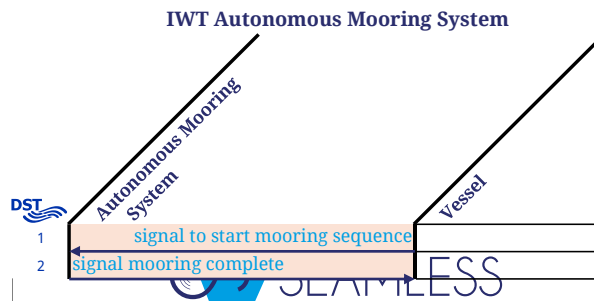 IWT Autonomous Mooring System
Autonomous Mooring
System
Vessel
DST
1 signal to start mooring sequence
2 signal mooring complete
SEAMLESS